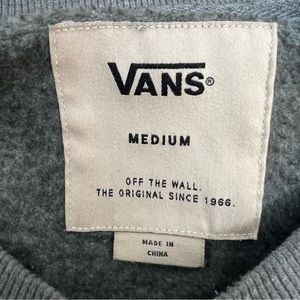 VANS®
MEDIUM
OFF THE WALL.
THE ORIGINAL SINCE 1966.
MADE IN
CHINA